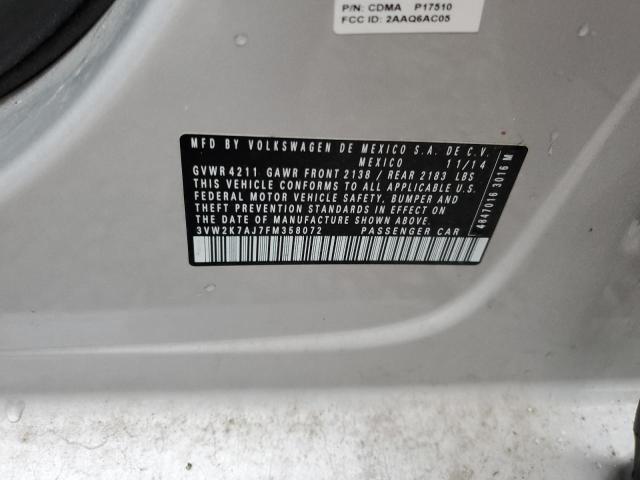 P/N: CDMA P17510
FCC ID: 2AAQ6AC05
MFD BY VOLKSWAGEN DE MEXICO S.A. DE C.V.
MEXICO 11/14
GVWR 4211 GAWR FRONT 2138 / REAR 2183 LBS
THIS VEHICLE CONFORMS TO ALL APPLICABLE U.S.
FEDERAL MOTOR VEHICLE SAFETY, BUMPER AND
THEFT PREVENTION STANDARDS IN EFFECT ON
THE DATE OF MANUFACTURE SHOWN ABOVE.
3VW2K7AJ7FM358072 PASSENGER CAR
4647016 3016 M